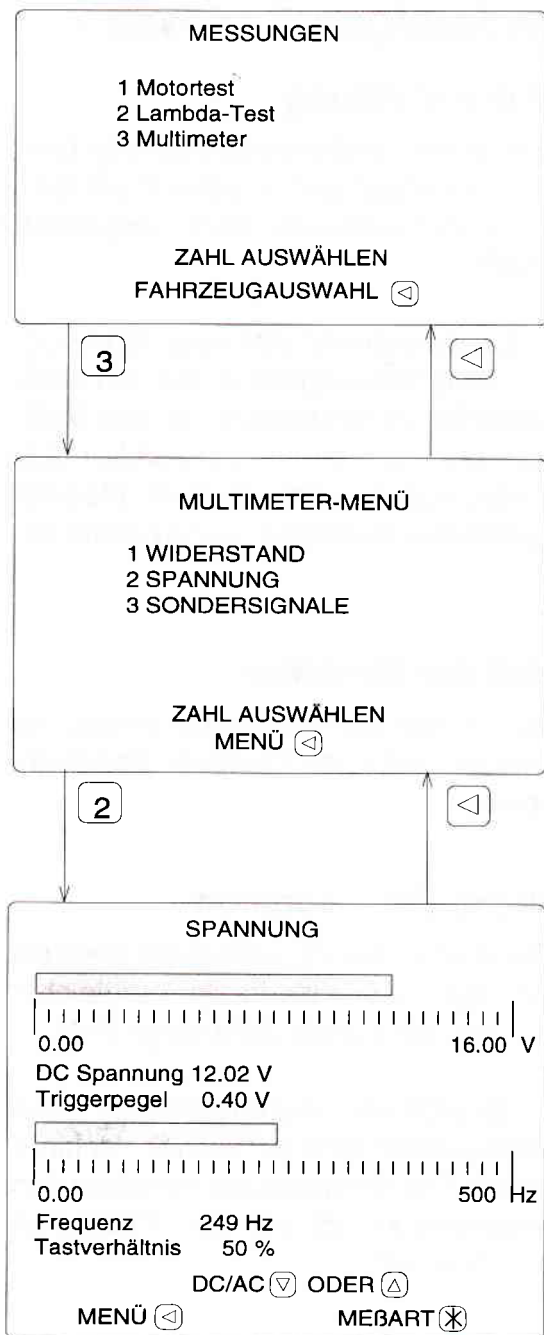 MESSUNGEN
1 Motortest
2 Lambda-Test
3 Multimeter
ZAHL AUSWÄHLEN
FAHRZEUGAUSWAHL ◁
3 ◁
MULTIMETER-MENÜ
1 WIDERSTAND
2 SPANNUNG
3 SONDERSIGNALE
ZAHL AUSWÄHLEN
MENÜ ◁
2 ◁
SPANNUNG
0.00 16.00 V
DC Spannung 12.02 V
Triggerpegel 0.40 V
0.00 500 Hz
Frequenz 249 Hz
Tastverhältnis 50 %
DC/AC ▽ ODER △
MENÜ ◁ MEßART ✱